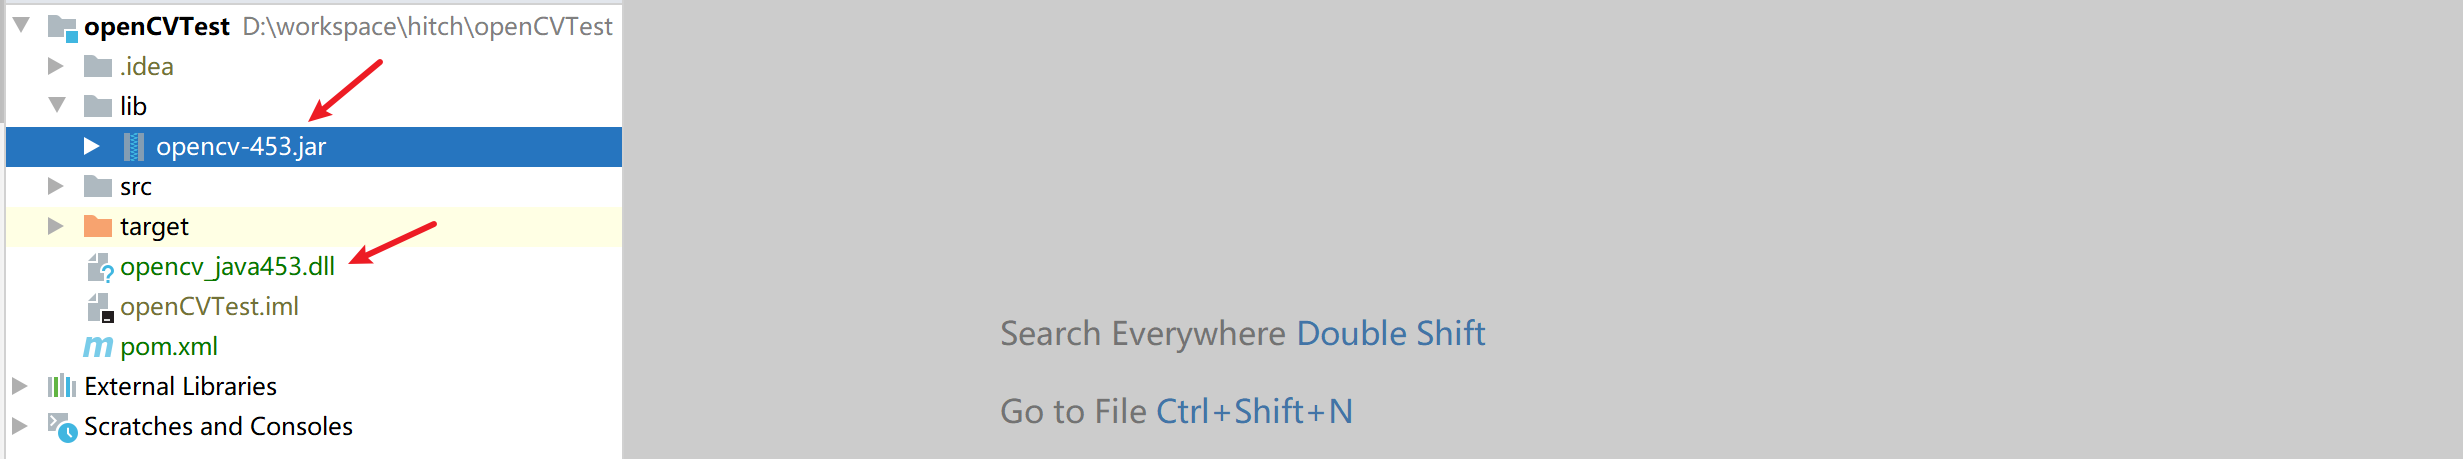 openCVTest D:\workspace\hitch\openCVTest
.idea
lib
opencv-453.jar
src
target
opencv_java453.dll
openCVTest.iml
pom.xml
External Libraries
Scratches and Consoles
Search Everywhere Double Shift
Go to File Ctrl+Shift+N